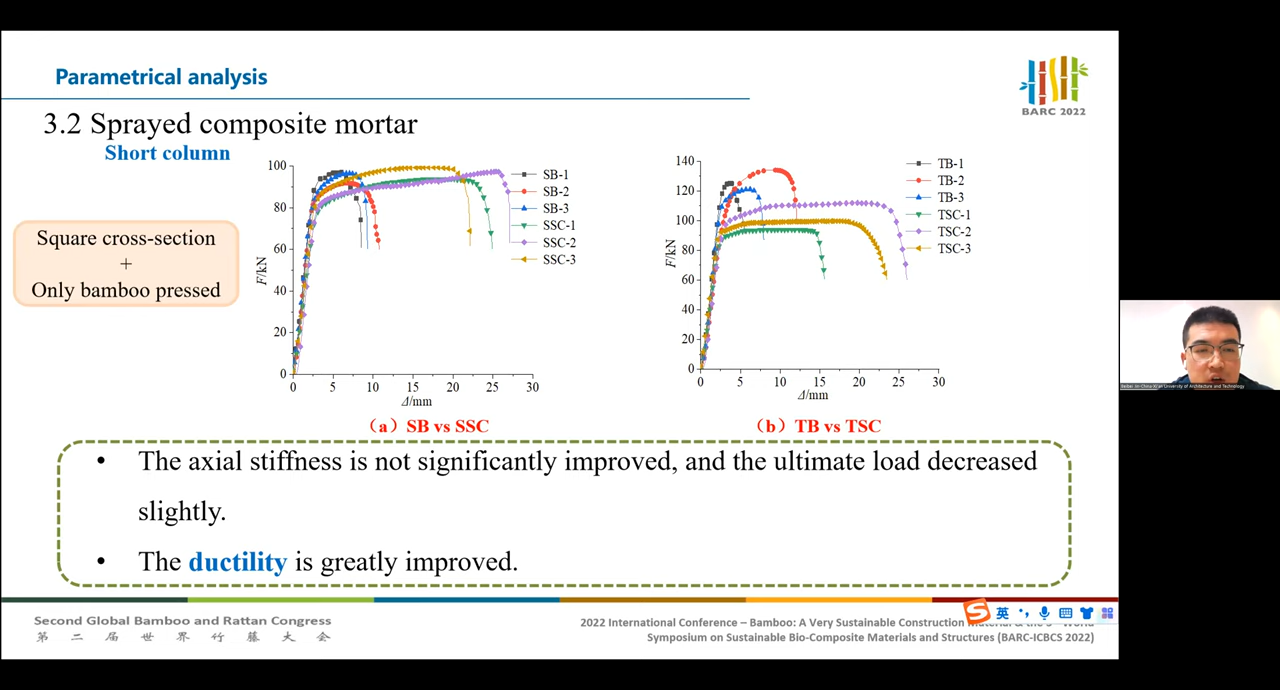 Parametrical analysis
BARC 2022
3.2 Sprayed composite mortar
Short column
Square cross-section
+
Only bamboo pressed
100
80
60
40
20
0
F/kN
0 5 10 15 20 25 30
Δ/mm
SB-1
SB-2
SB-3
SSC-1
SSC-2
SSC-3
(a) SB vs SSC
140
120
100
80
60
40
20
0
F/kN
0 5 10 15 20 25 30
Δ/mm
TB-1
TB-2
TB-3
TSC-1
TSC-2
TSC-3
(b) TB vs TSC
• The axial stiffness is not significantly improved, and the ultimate load decreased
slightly.
• The ductility is greatly improved.
Second Global Bamboo and Rattan Congress
第二届世界竹藤大会
2022 International Conference – Bamboo: A Very Sustainable Construction
Symposium on Sustainable Bio-Composite Materials and Structures (BARC-ICBCS 2022)
S 英
University of Architecture and Technology